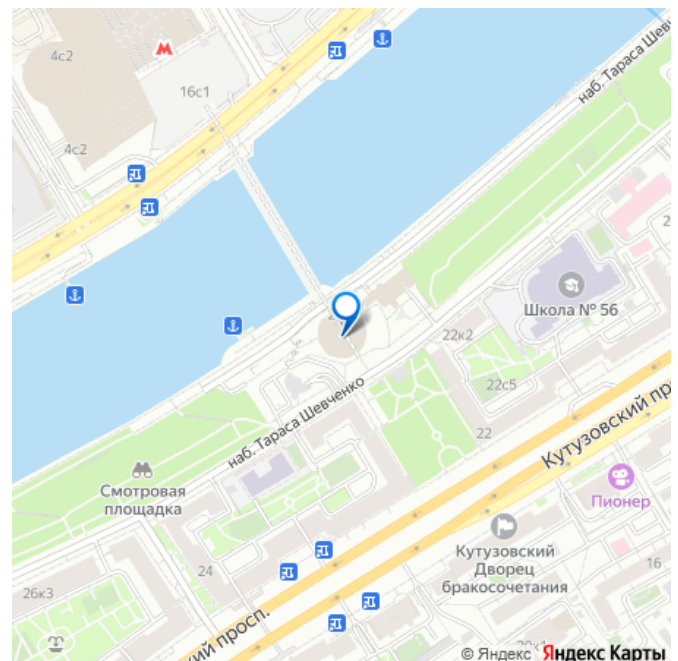 4с2
16с1
4с2
наб. Тараса Шевч
Школа № 56
22к2
22с5
22
наб. Тараса Шевченко
Кутузовский пр
Смотровая
площадка
Пионер
Кутузовский
Дворец
бракосочетания
16
24
26к3
кий просп.
© Яндекс Яндекс Карты